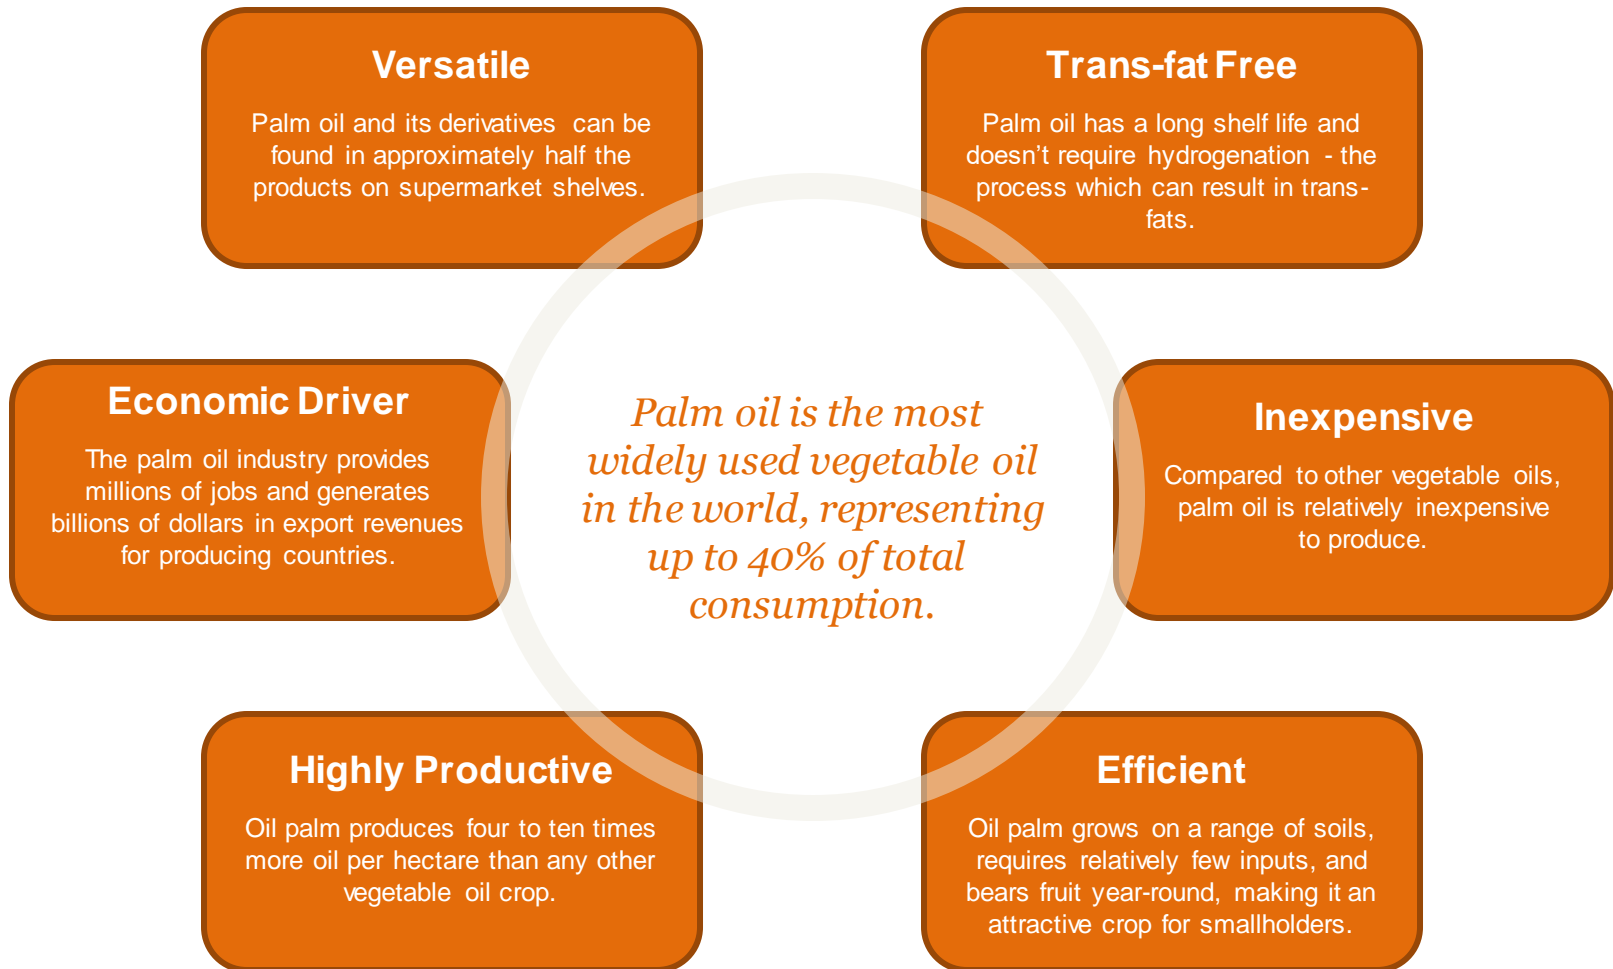 Versatile
Palm oil and its derivatives can be
found in approximately half the
products on supermarket shelves.
Trans-fat Free
Palm oil has a long shelf life and
doesn’t require hydrogenation - the
process which can result in trans-
fats.
Economic Driver
The palm oil industry provides
millions of jobs and generates
billions of dollars in export revenues
for producing countries.
Palm oil is the most
widely used vegetable oil
in the world, representing
up to 40% of total
consumption.
Inexpensive
Compared to other vegetable oils,
palm oil is relatively inexpensive
to produce.
Highly Productive
Oil palm produces four to ten times
more oil per hectare than any other
vegetable oil crop.
Efficient
Oil palm grows on a range of soils,
requires relatively few inputs, and
bears fruit year-round, making it an
attractive crop for smallholders.